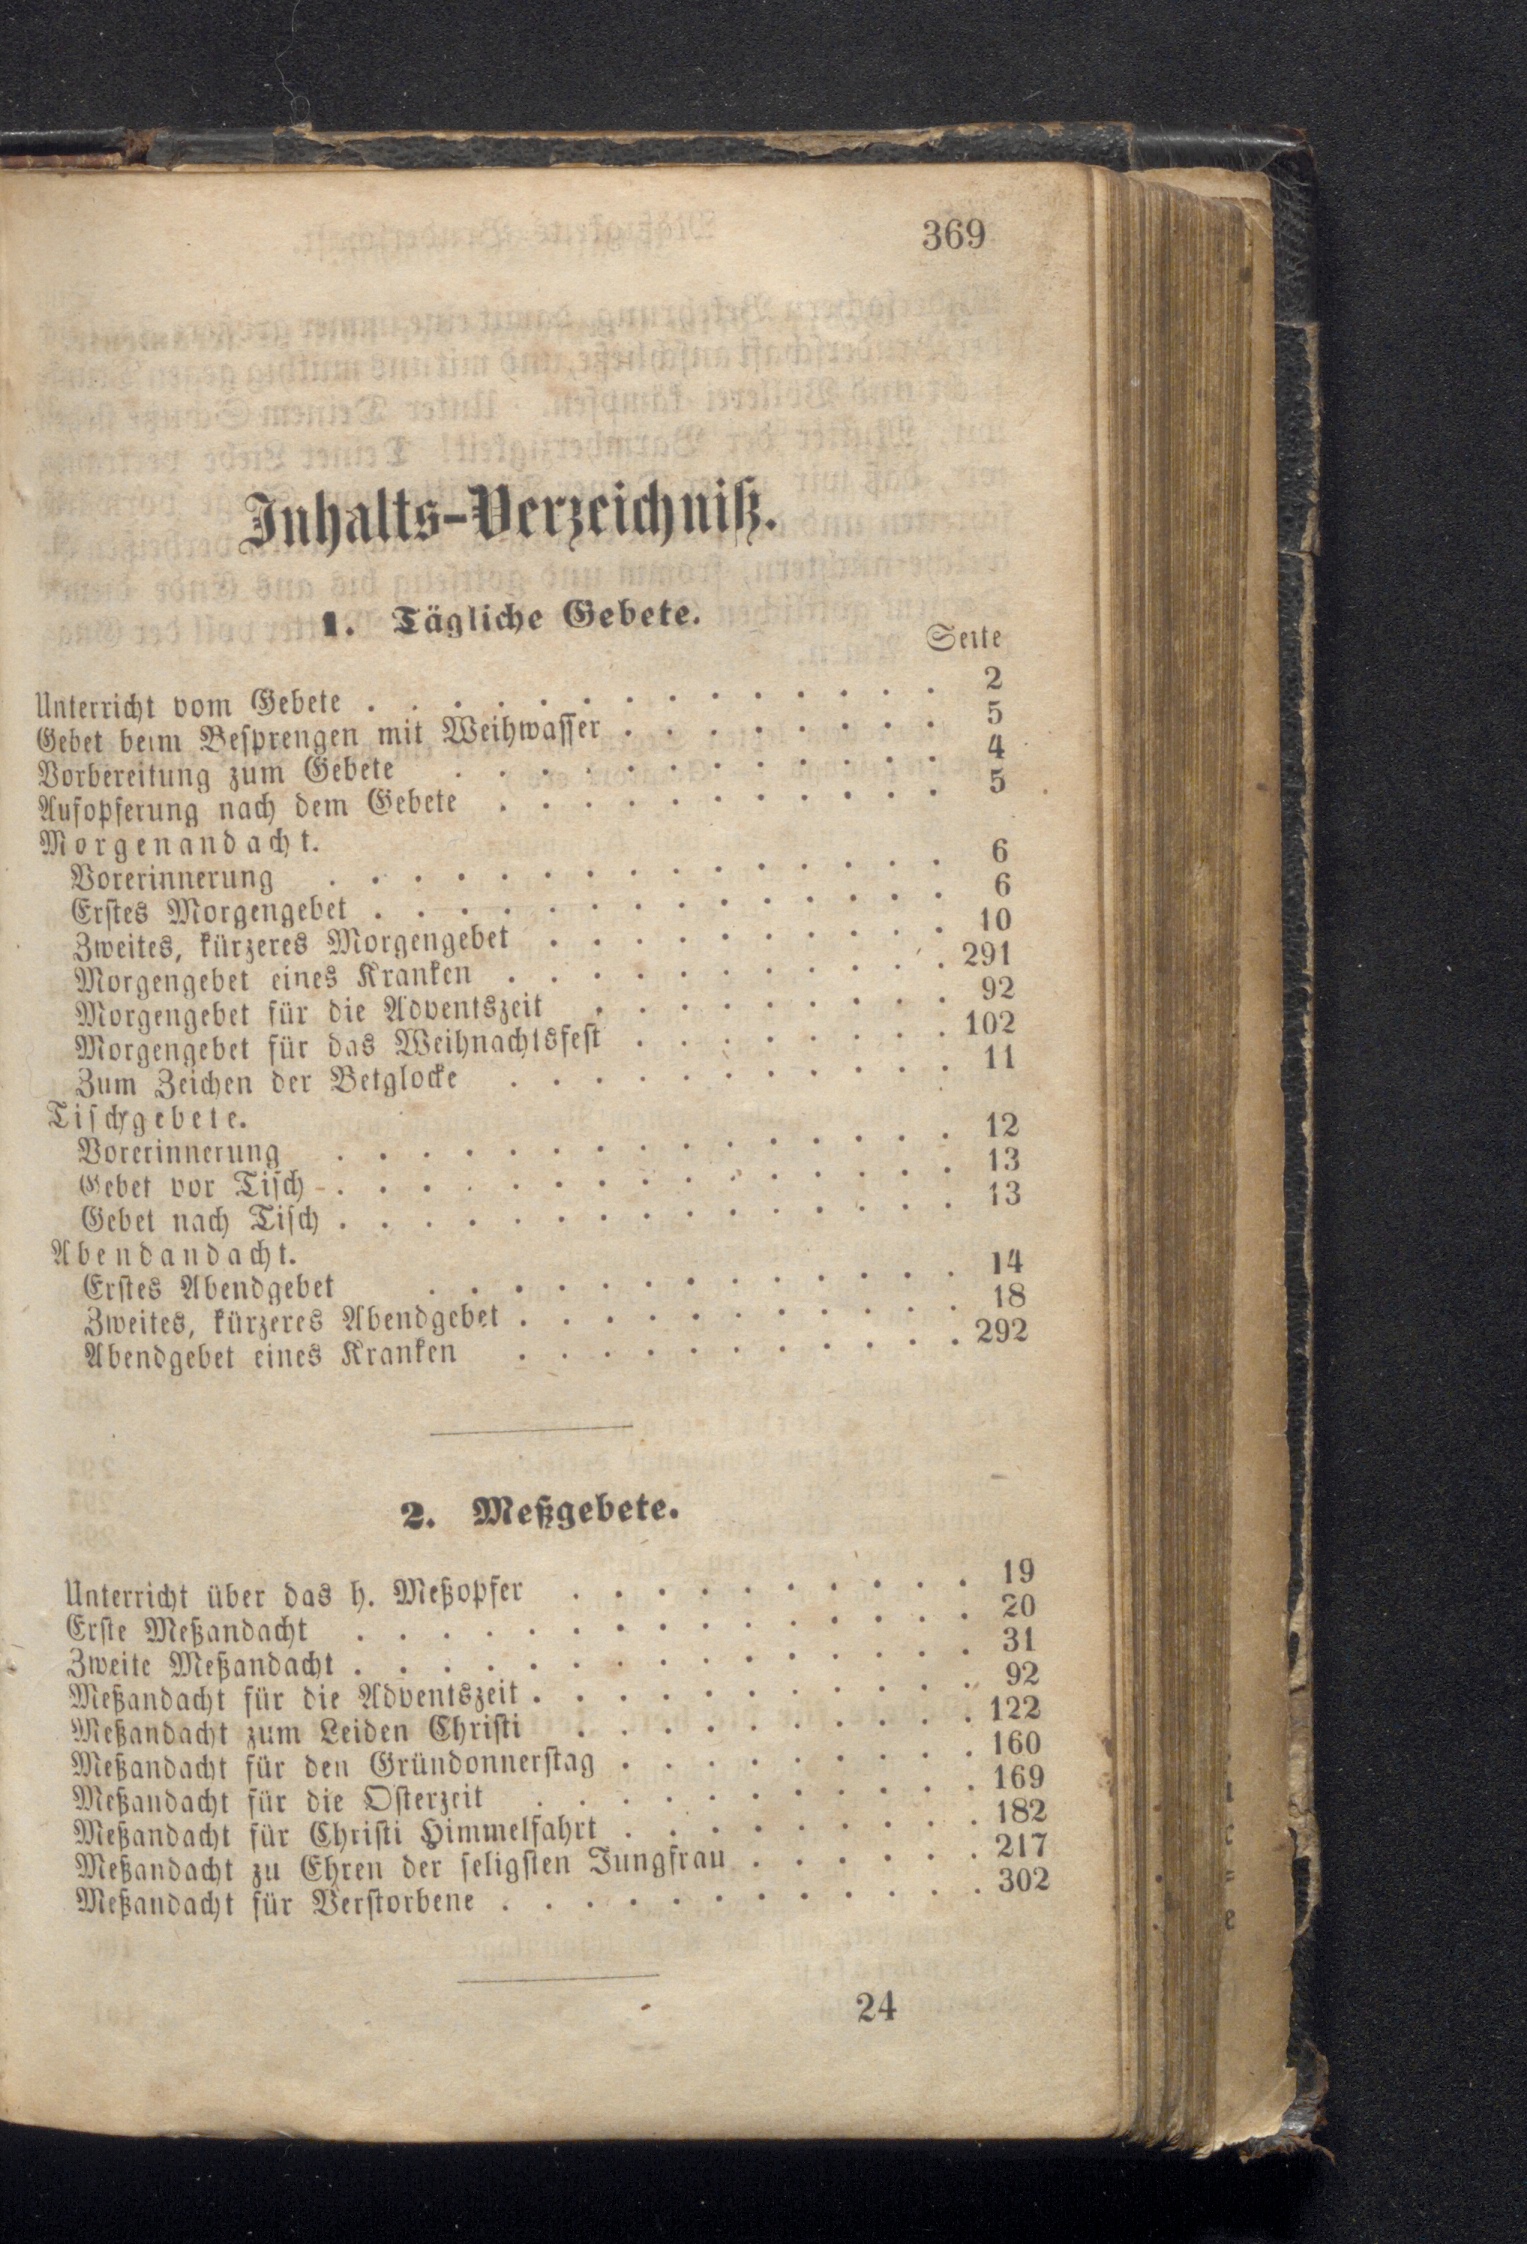 369
Inhalts-Verzeichniß.
1. Tägliche Gebete.
Seite
Unterricht vom Gebete . . . . . . . . . . . . . . 2
Gebet beim Besprengen mit Weihwasser . . . . . . . . 5
Vorbereitung zum Gebete . . . . . . . . . . . . 4
Aufopferung nach dem Gebete . . . . . . . . . . . 5
Morgenandacht.
Vorerinnerung . . . . . . . . . . . . . . . 6
Erstes Morgengebet . . . . . . . . . . . . . . 6
Zweites, kürzeres Morgengebet . . . . . . . . . . 10
Morgengebet eines Kranken . . . . . . . . . . . 291
Morgengebet für die Adventszeit . . . . . . . . . 92
Morgengebet für das Weihnachtsfest . . . . . . . . 102
Zum Zeichen der Betglocke . . . . . . . . . . . 11
Tischgebete.
Vorerinnerung . . . . . . . . . . . . . . . 12
Gebet vor Tisch . . . . . . . . . . . . . . . 13
Gebet nach Tisch . . . . . . . . . . . . . . . 13
Abendandacht.
Erstes Abendgebet . . . . . . . . . . . . . 14
Zweites, kürzeres Abendgebet . . . . . . . . . . . 18
Abendgebet eines Kranken . . . . . . . . . . . 292
2. Meßgebete.
Unterricht über das h. Meßopfer . . . . . . . . . . 19
Erste Meßandacht . . . . . . . . . . . . . . . 20
Zweite Meßandacht . . . . . . . . . . . . . . . 31
Meßandacht für die Adventszeit . . . . . . . . . . . 92
Meßandacht zum Leiden Christi . . . . . . . . . . 122
Meßandacht für den Gründonnerstag . . . . . . . . . 160
Meßandacht für die Osterzeit . . . . . . . . . . . 169
Meßandacht für Christi Himmelfahrt . . . . . . . . . 182
Meßandacht zu Ehren der seligsten Jungfrau . . . . . . 217
Meßandacht für Verstorbene . . . . . . . . . . . . 302
24